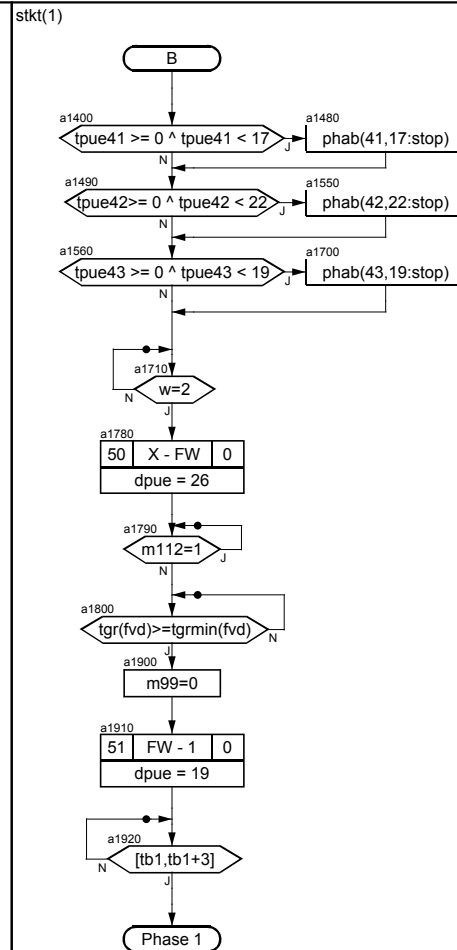 stkt(1)
B
a1400
tpue41 >= 0 ^ tpue41 < 17
J
N
a1480
phab(41,17:stop)
a1490
tpue42>= 0 ^ tpue42 < 22
J
N
a1550
phab(42,22:stop)
a1560
tpue43 >= 0 ^ tpue43 < 19
J
N
a1700
phab(43,19:stop)
a1710
w=2
N
J
a1780
50 X - FW 0
dpue = 26
a1790
m112=1
J
N
a1800
tgr(fvd)>=tgrmin(fvd)
N
J
a1900
m99=0
a1910
51 FW - 1 0
dpue = 19
a1920
[tb1,tb1+3]
N
J
Phase 1